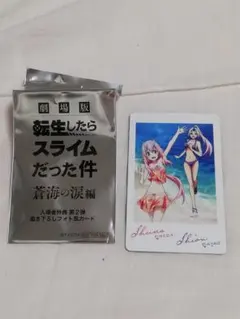 劇場版
転生したら
スライム
だった件
蒼海の涙編
入場者特典 第2弾
描き下ろしフォト風カード
Shuna
Shion